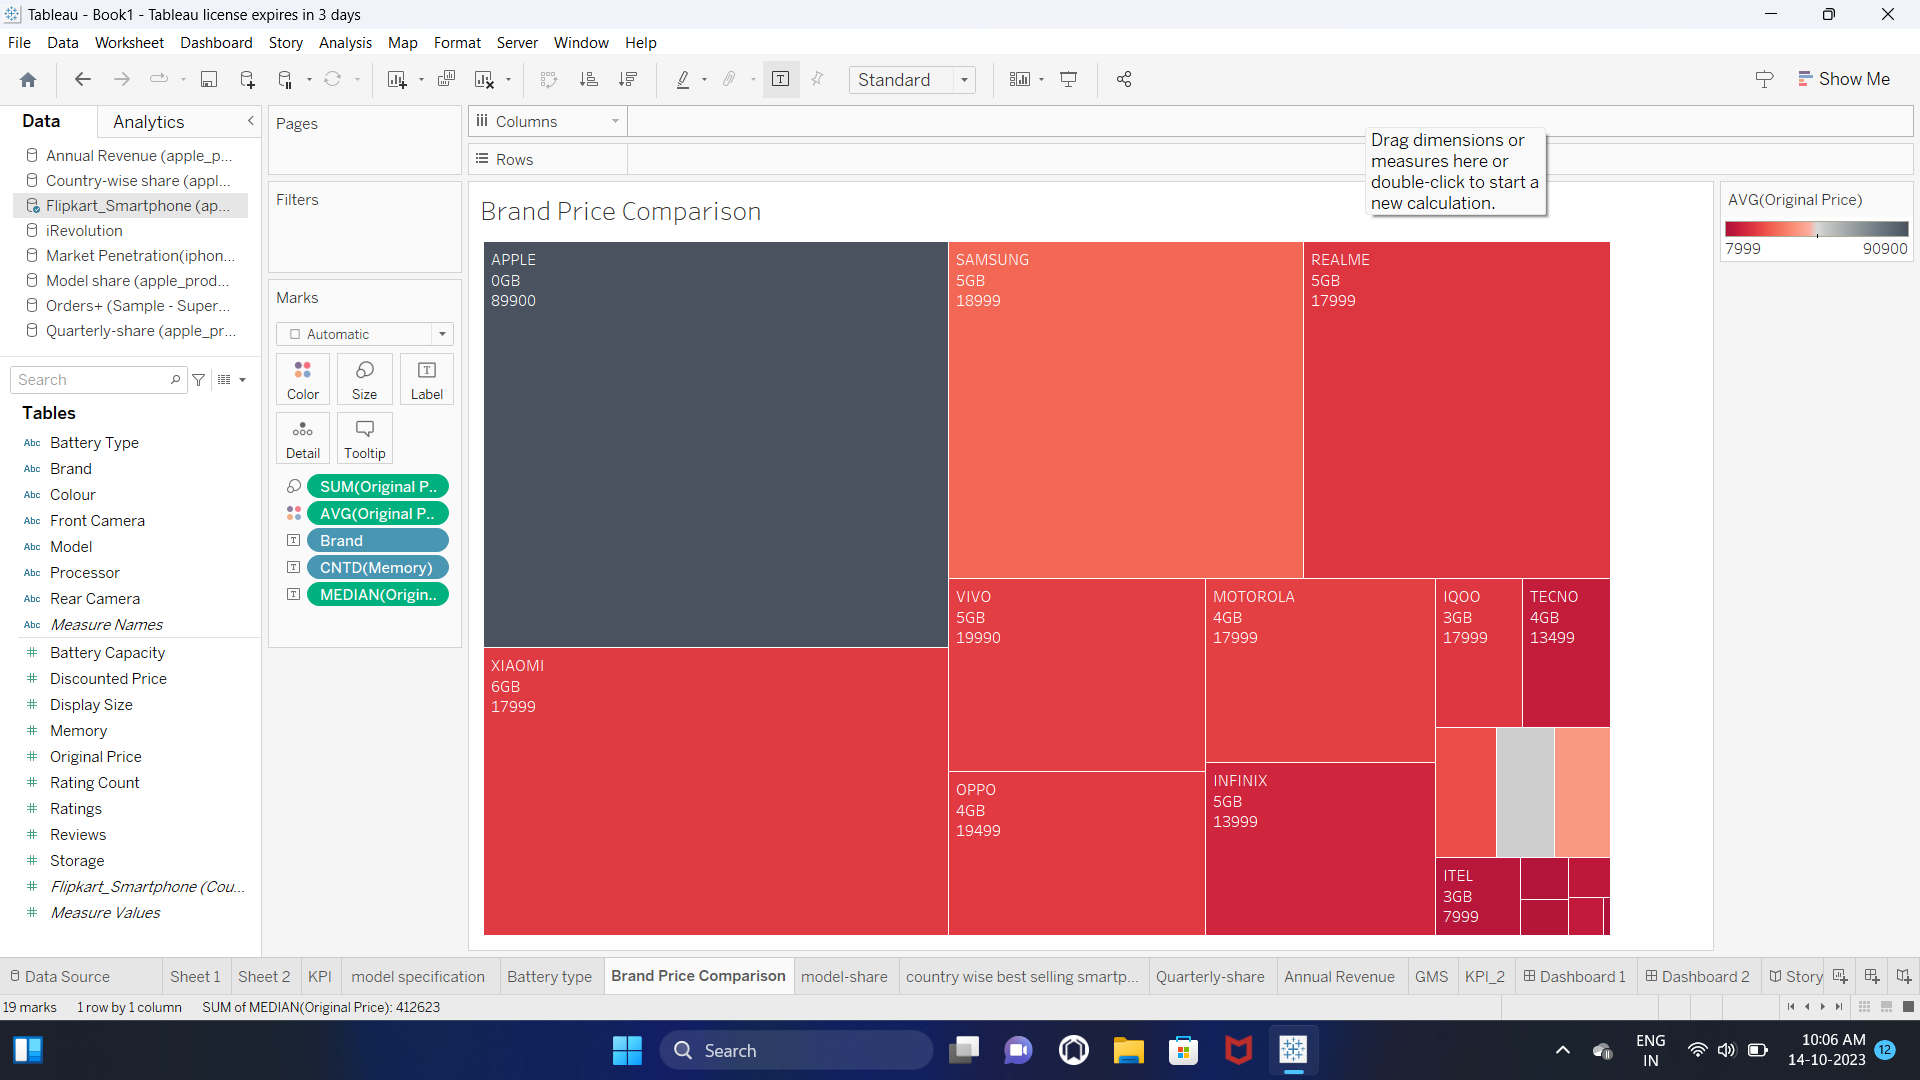 Tableau - Book1 - Tableau license expires in 3 days
File Data Worksheet Dashboard Story Analysis Map Format Server Window Help
Standard
Show Me
Data Analytics
Annual Revenue (apple_p...
Country-wise share (appl...
Flipkart_Smartphone (ap...
iRevolution
Market Penetration(iphon...
Model share (apple_prod...
Orders+ (Sample - Super...
Quarterly-share (apple_pr...
Search
Tables
Abc Battery Type
Abc Brand
Abc Colour
Abc Front Camera
Abc Model
Abc Processor
Abc Rear Camera
Abc Measure Names
# Battery Capacity
# Discounted Price
# Display Size
# Memory
# Original Price
# Rating Count
# Ratings
# Reviews
# Storage
# Flipkart_Smartphone (Cou...
# Measure Values
Pages
Filters
Marks
Automatic
Color Size T Label
Detail Tooltip
SUM(Original P..
AVG(Original P..
T Brand
T CNTD(Memory)
T MEDIAN(Origin..
Columns
Rows
Drag dimensions or
measures here or
double-click to start a
new calculation.
Brand Price Comparison
APPLE
0GB
89900
SAMSUNG
5GB
18999
REALME
5GB
17999
XIAOMI
6GB
17999
VIVO
5GB
19990
MOTOROLA
4GB
17999
IQOO
3GB
17999
TECNO
4GB
13499
OPPO
4GB
19499
INFINIX
5GB
13999
ITEL
3GB
7999
AVG(Original Price)
7999 90900
Data Source Sheet 1 Sheet 2 KPI model specification Battery type Brand Price Comparison model-share country wise best selling smartp... Quarterly-share Annual Revenue GMS KPI_2 Dashboard 1 Dashboard 2 Story
19 marks 1 row by 1 column SUM of MEDIAN(Original Price): 412623
Search
ENG
IN
10:06 AM
14-10-2023
12